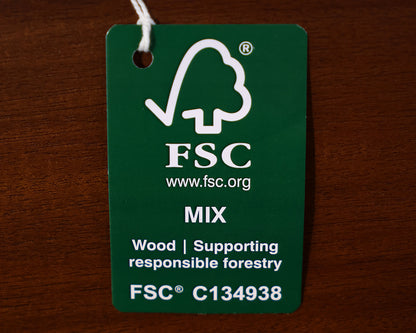 ®
FSC
www.fsc.org
MIX
Wood | Supporting
responsible forestry
FSC® C134938